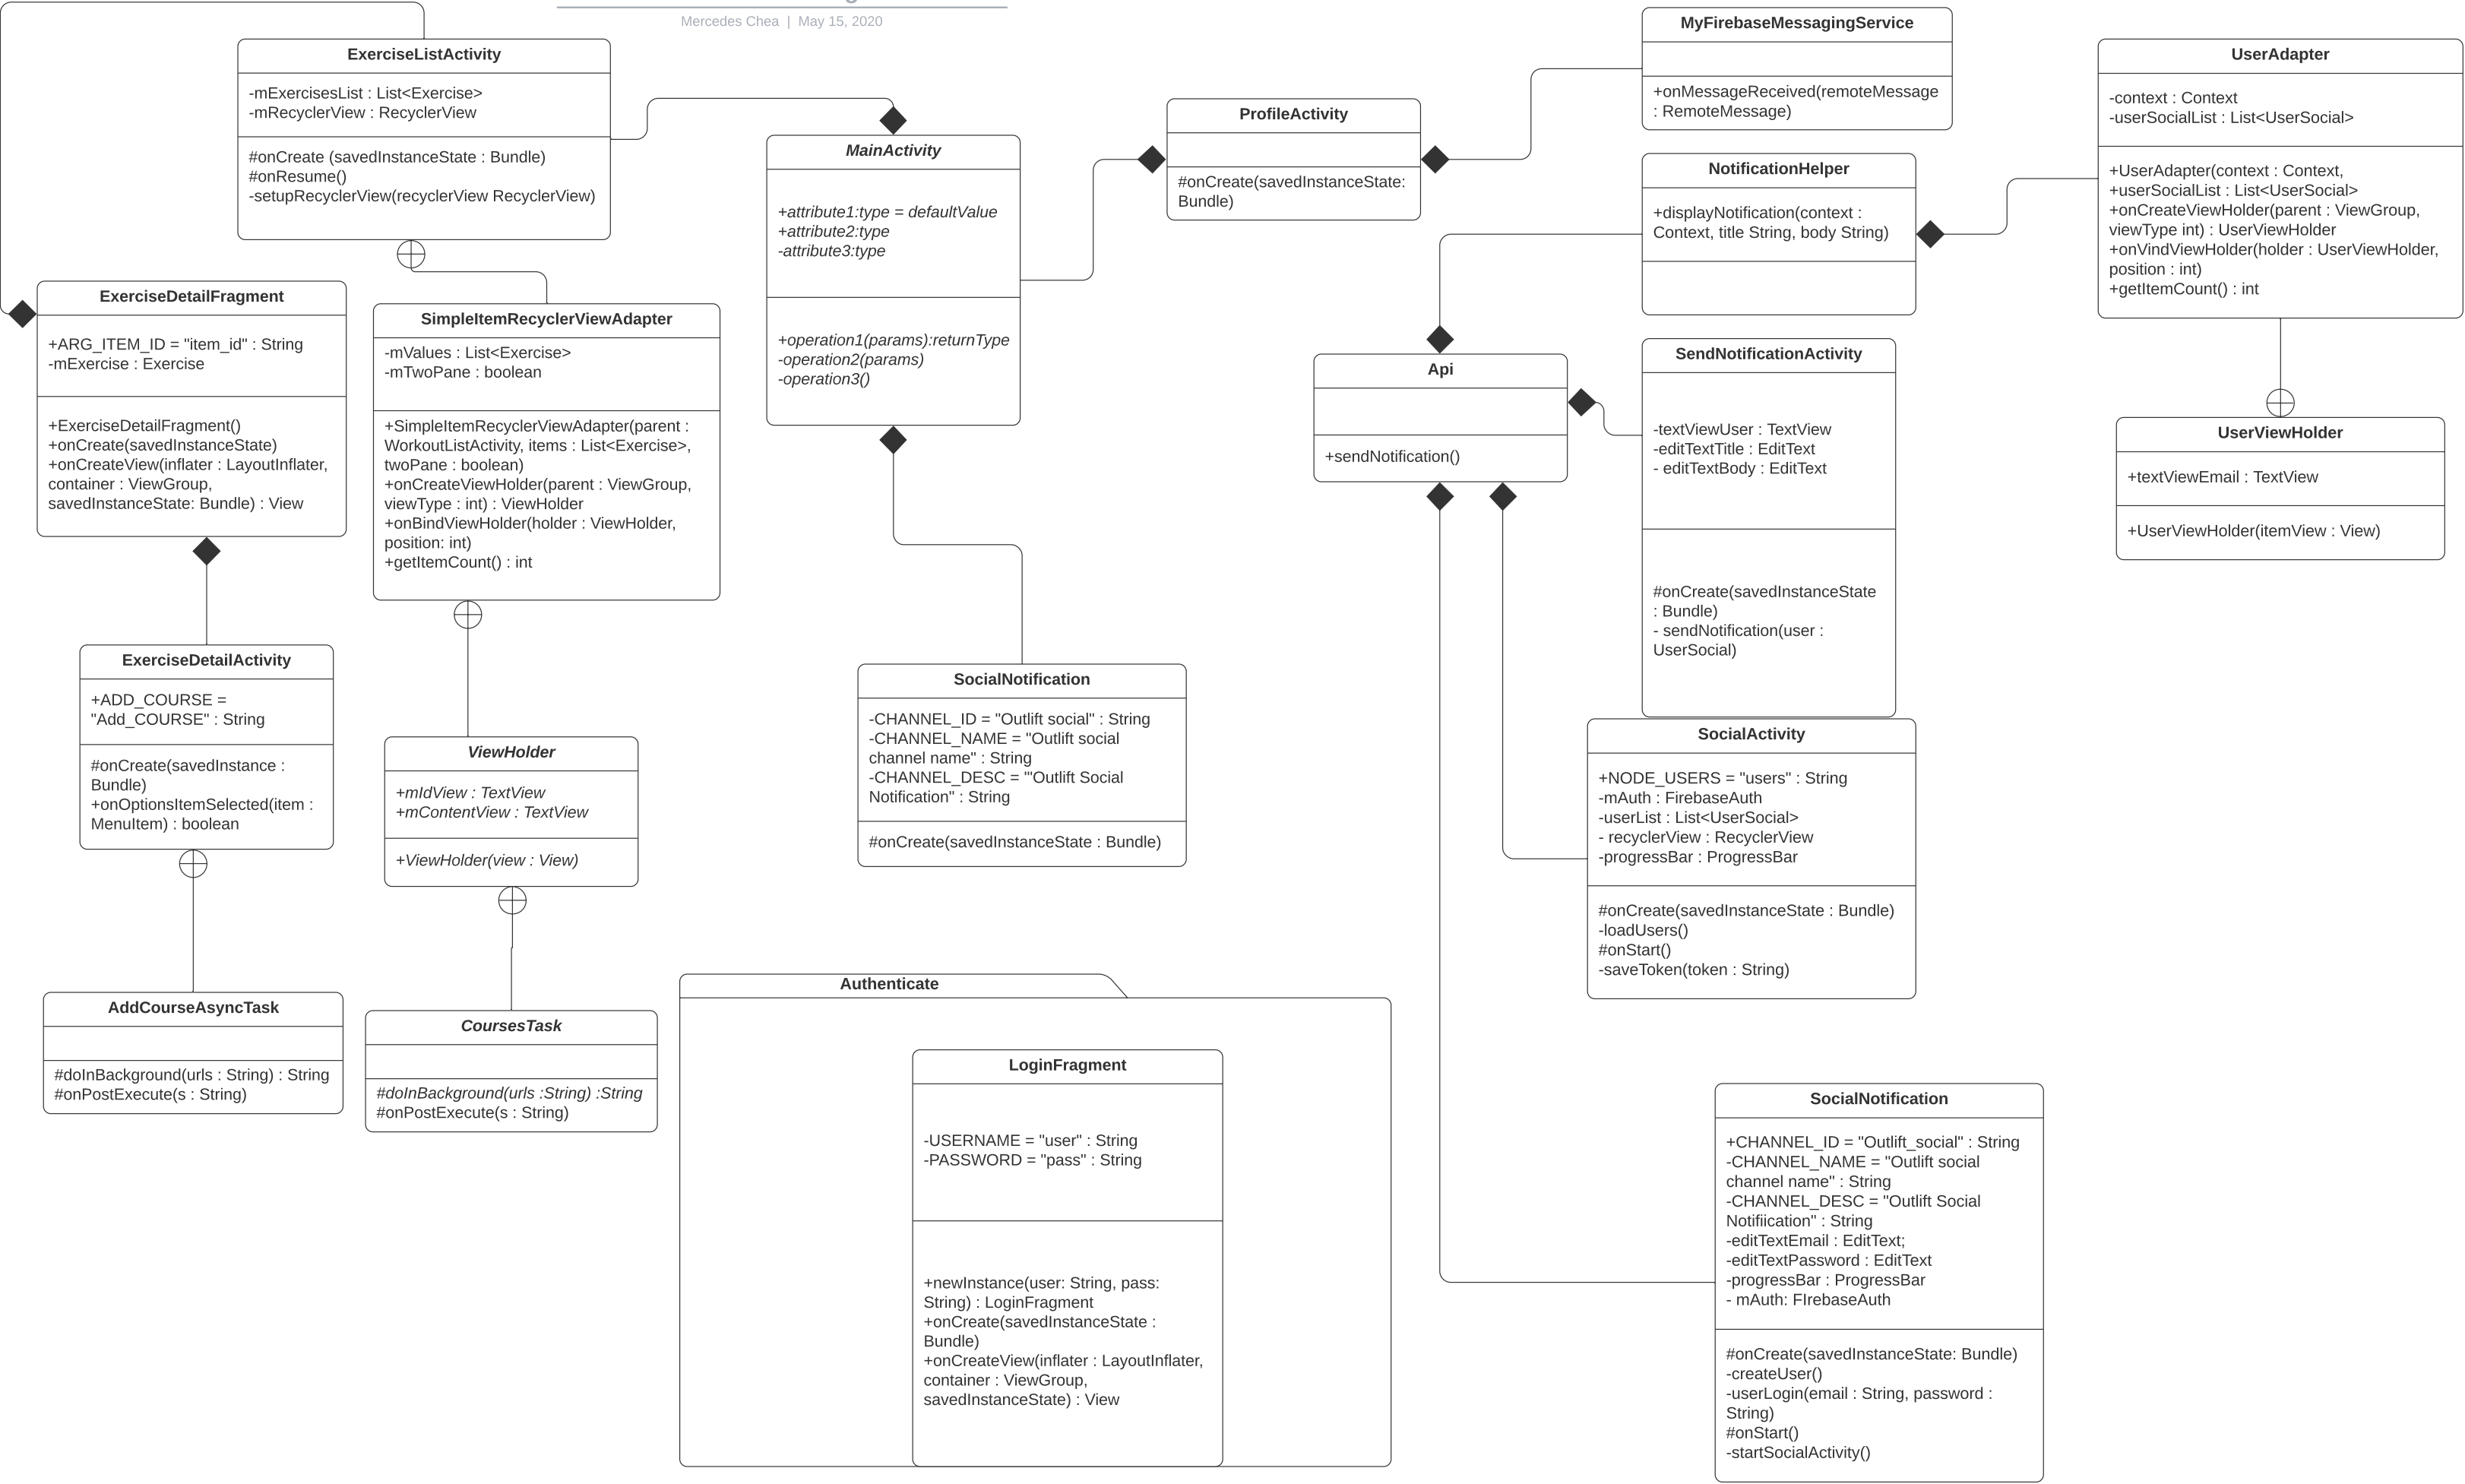 Mercedes Chea | May 15, 2020
ExerciseListActivity
-mExercisesList : List<Exercise>
-mRecyclerView : RecyclerView
#onCreate (savedInstanceState : Bundle)
#onResume()
-setupRecyclerView(recyclerView RecyclerView)
MainActivity
+attribute1:type = defaultValue
+attribute2:type
-attribute3:type
+operation1(params):returnType
-operation2(params)
-operation3()
ProfileActivity
#onCreate(savedInstanceState:
Bundle)
MyFirebaseMessagingService
+onMessageReceived(remoteMessage
: RemoteMessage)
NotificationHelper
+displayNotification(context :
Context, title String, body String)
UserAdapter
-context : Context
-userSocialList : List<UserSocial>
+UserAdapter(context : Context,
+userSocialList : List<UserSocial>
+onCreateViewHolder(parent : ViewGroup,
viewType int) : UserViewHolder
+onVindViewHolder(holder : UserViewHolder,
position : int)
+getItemCount() : int
ExerciseDetailFragment
+ARG_ITEM_ID = "item_id" : String
-mExercise : Exercise
+ExerciseDetailFragment()
+onCreate(savedInstanceState)
+onCreateView(inflater : LayoutInflater,
container : ViewGroup,
savedInstanceState: Bundle) : View
SimpleItemRecyclerViewAdapter
-mValues : List<Exercise>
-mTwoPane : boolean
+SimpleItemRecyclerViewAdapter(parent :
WorkoutListActivity, items : List<Exercise>,
twoPane : boolean)
+onCreateViewHolder(parent : ViewGroup,
viewType : int) : ViewHolder
+onBindViewHolder(holder : ViewHolder,
position: int)
+getItemCount() : int
Api
+sendNotification()
SendNotificationActivity
-textViewUser : TextView
-editTextTitle : EditText
- editTextBody : EditText
#onCreate(savedInstanceState
: Bundle)
- sendNotification(user :
UserSocial)
UserViewHolder
+textViewEmail : TextView
+UserViewHolder(itemView : View)
ExerciseDetailActivity
+ADD_COURSE =
"Add_COURSE" : String
#onCreate(savedInstance :
Bundle)
+onOptionsItemSelected(item :
MenuItem) : boolean
ViewHolder
+mIdView : TextView
+mContentView : TextView
+ViewHolder(view : View)
SocialNotification
-CHANNEL_ID = "Outlift social" : String
-CHANNEL_NAME = "Outlift social
channel name" : String
-CHANNEL_DESC = '"Outlift Social
Notification" : String
#onCreate(savedInstanceState : Bundle)
SocialActivity
+NODE_USERS = "users" : String
-mAuth : FirebaseAuth
-userList : List<UserSocial>
- recyclerView : RecyclerView
-progressBar : ProgressBar
#onCreate(savedInstanceState : Bundle)
-loadUsers()
#onStart()
-saveToken(token : String)
AddCourseAsyncTask
#doInBackground(urls : String) : String
#onPostExecute(s : String)
CoursesTask
#doInBackground(urls :String) :String
#onPostExecute(s : String)
Authenticate
LoginFragment
-USERNAME = "user" : String
-PASSWORD = "pass" : String
+newInstance(user: String, pass:
String) : LoginFragment
+onCreate(savedInstanceState :
Bundle)
+onCreateView(inflater : LayoutInflater,
container : ViewGroup,
savedInstanceState) : View
SocialNotification
+CHANNEL_ID = "Outlift_social" : String
-CHANNEL_NAME = "Outlift social
channel name" : String
-CHANNEL_DESC = "Outlift Social
Notifiication" : String
-editTextEmail : EditText;
-editTextPassword : EditText
-progressBar : ProgressBar
- mAuth: FIrebaseAuth
#onCreate(savedInstanceState: Bundle)
-createUser()
-userLogin(email : String, password :
String)
#onStart()
-startSocialActivity()